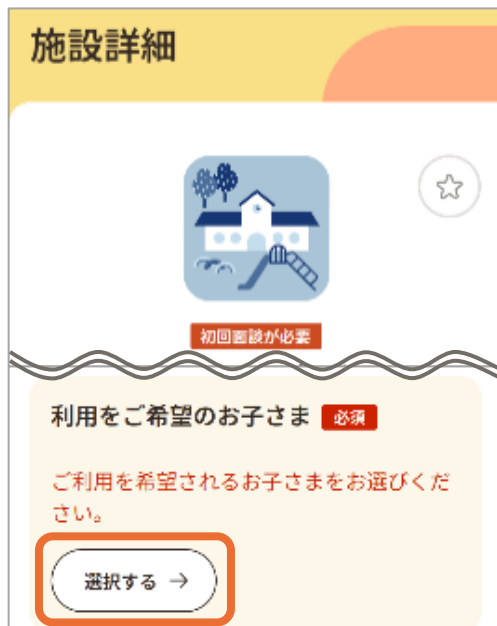 施設詳細
初回面談が必要
利用をご希望のお子さま 必須
ご利用を希望されるお子さまをお選びくだ
さい。
選択する →